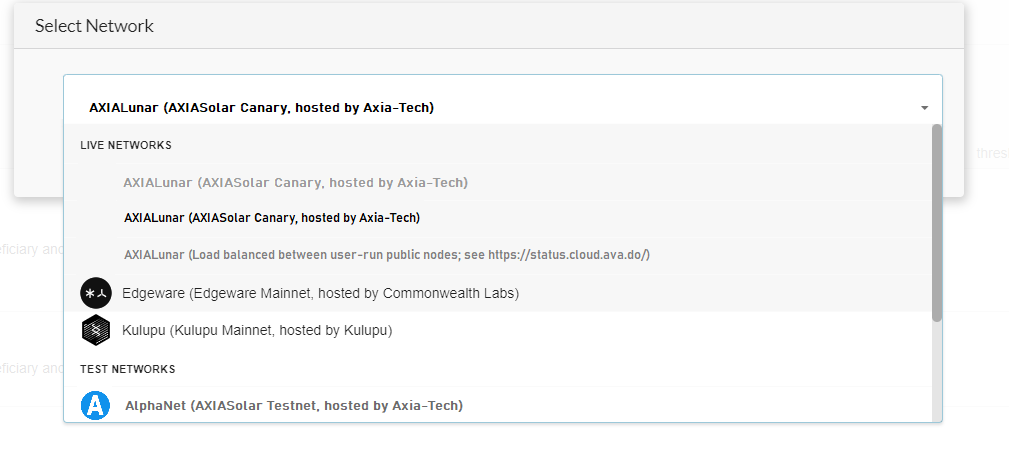 Select Network
AXIALunar (AXIASolar Canary, hosted by Axia-Tech)
LIVE NETWORKS
thres
AXIALunar (AXIASolar Canary, hosted by Axia-Tech)
AXIALunar (AXIASolar Canary, hosted by Axia-Tech)
eficiary and
AXIALunar (Load balanced between user-run public nodes; see https://status.cloud.ava.do/)
Edgeware (Edgeware Mainnet, hosted by Commonwealth Labs)
Kulupu (Kulupu Mainnet, hosted by Kulupu)
eficiary and
TEST NETWORKS
AlphaNet (AXIASolar Testnet, hosted by Axia-Tech)